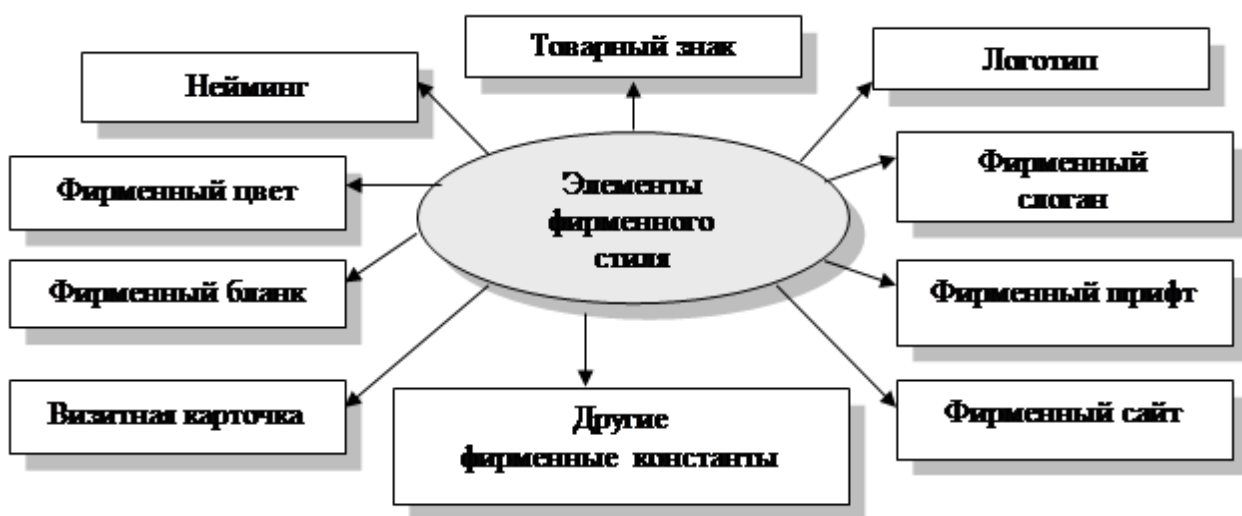 Товарный знак
Логотип
Нейминг
Фирменный
слоган
Фирменный цвет
Элементы
фирменного
стиля
Фирменный бланк
Фирменный шрифт
Визитная карточка
Другие
фирменные константы
Фирменный сайт